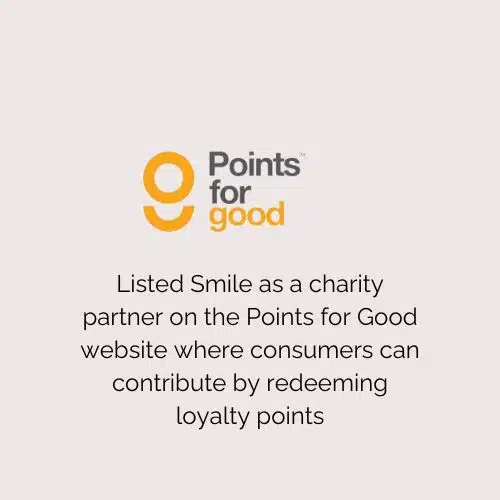 Points™
for
good
Listed Smile as a charity
partner on the Points for Good
website where consumers can
contribute by redeeming
loyalty points